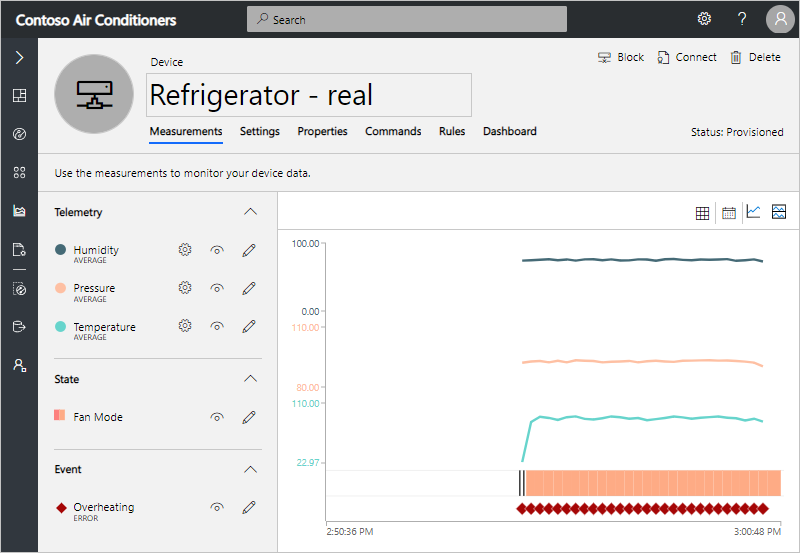 Contoso Air Conditioners
Search
?
Device
Refrigerator - real
Block
Connect
Delete
Measurements
Settings
Properties
Commands
Rules
Dashboard
Status: Provisioned
Use the measurements to monitor your device data.
Telemetry
Humidity
AVERAGE
Pressure
AVERAGE
Temperature
AVERAGE
State
Fan Mode
Event
Overheating
ERROR
100.00
0.00
110.00
80.00
110.00
22.97
2:50:36 PM
3:00:48 PM